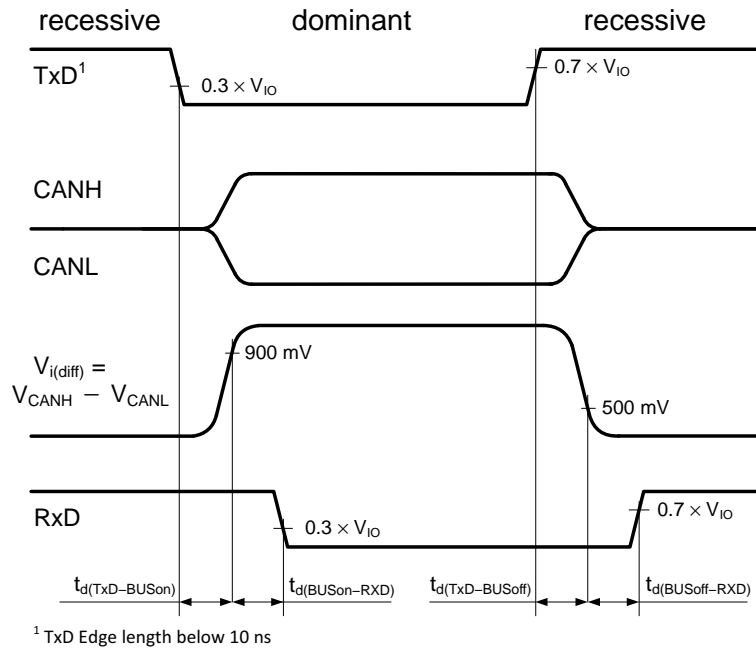 recessive dominant recessive
TxD¹
0.3 × V_IO
0.7 × V_IO
CANH
CANL
V_i(diff) =
V_CANH − V_CANL
900 mV
500 mV
RxD
0.3 × V_IO
0.7 × V_IO
t_d(TxD–BUSon) t_d(BUSon–RXD) t_d(TxD–BUSoff) t_d(BUSoff–RXD)
¹ TxD Edge length below 10 ns